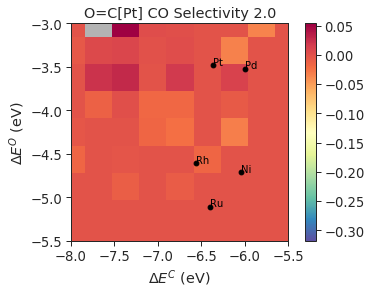 O=C[Pt] CO Selectivity 2.0
−3.0
−3.5
−4.0
−4.5
−5.0
−5.5
ΔE^O (eV)
Pt
Pd
Rh
Ni
Ru
−8.0 −7.5 −7.0 −6.5 −6.0 −5.5
ΔE^C (eV)
0.05
0.00
−0.05
−0.10
−0.15
−0.20
−0.25
−0.30